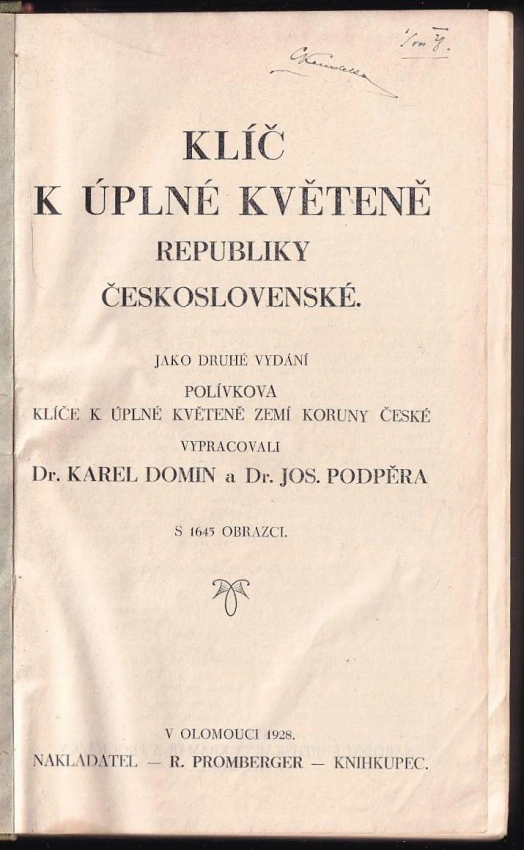 KLÍČ
K ÚPLNÉ KVĚTENĚ
REPUBLIKY
ČESKOSLOVENSKÉ.
JAKO DRUHÉ VYDÁNÍ
POLÍVKOVA
KLÍČE K ÚPLNÉ KVĚTENĚ ZEMÍ KORUNY ČESKÉ
VYPRACOVALI
Dr. KAREL DOMIN a Dr. JOS. PODPĚRA
S 1645 OBRAZCI.
V OLOMOUCI 1928.
NAKLADATEL — R. PROMBERGER — KNIHKUPEC.